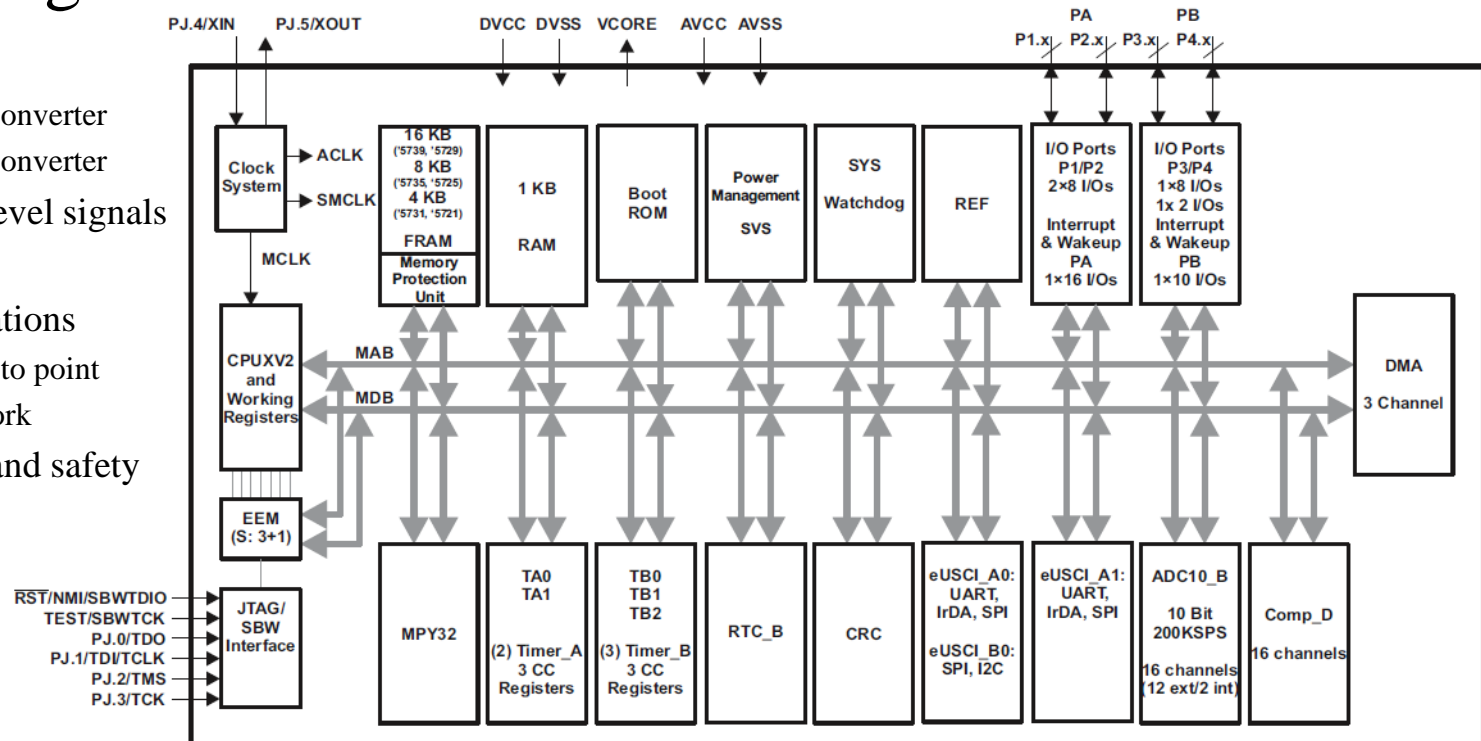 g
PJ.4/XIN
PJ.5/XOUT
DVCC
DVSS
VCORE
AVCC
AVSS
PA
PB
P1.x
P2.x
P3.x
P4.x
onverter
onverter
evel signals
ations
to point
ork
and safety
Clock
System
ACLK
SMCLK
MCLK
16 KB
('5739, '5729)
8 KB
('5735, '5725)
4 KB
('5731, '5721)
FRAM
Memory
Protection
Unit
1 KB
RAM
Boot
ROM
Power
Management
SVS
SYS
Watchdog
REF
I/O Ports
P1/P2
2×8 I/Os
Interrupt
& Wakeup
PA
1×16 I/Os
I/O Ports
P3/P4
1×8 I/Os
1x 2 I/Os
Interrupt
& Wakeup
PB
1×10 I/Os
CPUXV2
and
Working
Registers
MAB
MDB
DMA
3 Channel
EEM
(S: 3+1)
RST/NMI/SBWTDIO
TEST/SBWTCK
PJ.0/TDO
PJ.1/TDI/TCLK
PJ.2/TMS
PJ.3/TCK
JTAG/
SBW
Interface
MPY32
TA0
TA1
(2) Timer_A
3 CC
Registers
TB0
TB1
TB2
(3) Timer_B
3 CC
Registers
RTC_B
CRC
eUSCI_A0:
UART,
IrDA, SPI
eUSCI_B0:
SPI, I2C
eUSCI_A1:
UART,
IrDA, SPI
ADC10_B
10 Bit
200KSPS
16 channels
(12 ext/2 int)
Comp_D
16 channels